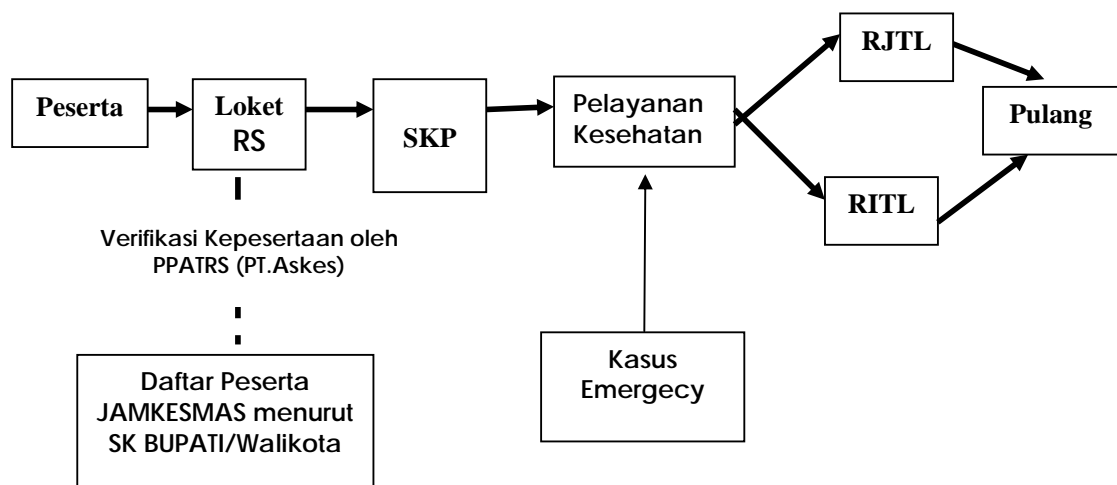 Peserta
Loket
RS
SKP
Pelayanan
Kesehatan
RJTL
RITL
Pulang
Verifikasi Kepesertaan oleh
PPATRS (PT.Askes)
Daftar Peserta
JAMKESMAS menurut
SK BUPATI/Walikota
Kasus
Emergecy